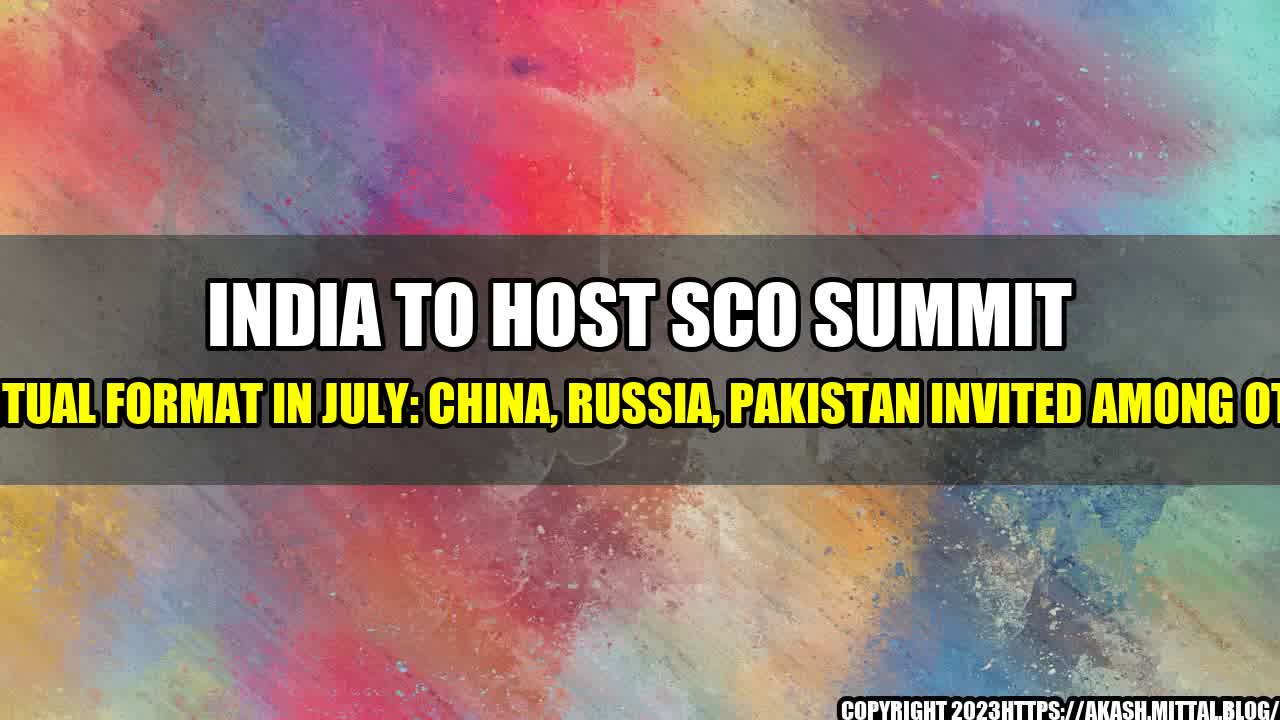 INDIA TO HOST SCO SUMMIT
TUAL FORMAT IN JULY: CHINA, RUSSIA, PAKISTAN INVITED AMONG OT
COPYRIGHT 2023HTTPS://AKASH.MITTAL.BLOG/